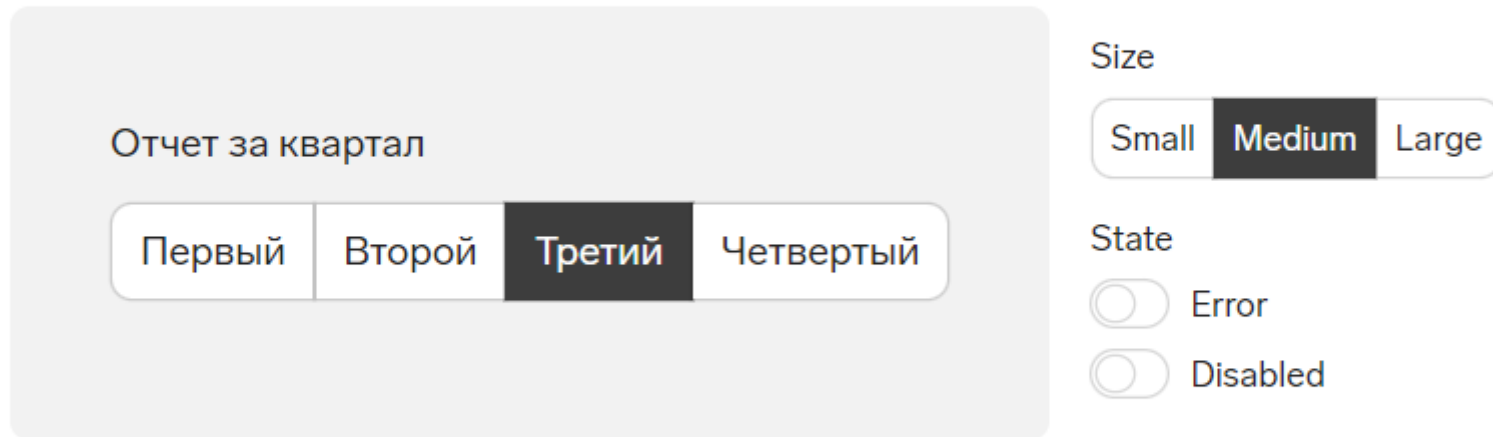 Отчет за квартал
Первый Второй Третий Четвертый
Size
Small Medium Large
State
Error
Disabled